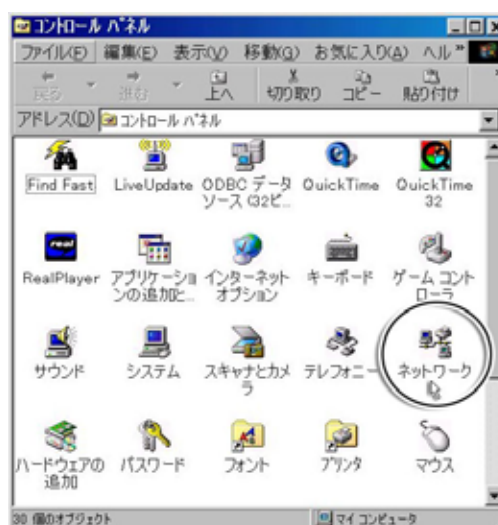 コントロール パネル
ファイル(F) 編集(E) 表示(V) 移動(G) お気に入り(A) ヘル »
戻る 進む 上へ 切り取り コピー 貼り付け »
アドレス(D) コントロール パネル
Find Fast LiveUpdate ODBC データ QuickTime QuickTime
ソース (32ビ... 32
real
RealPlayer アプリケーショ インターネット キーボード ゲーム コント
ンの追加と... オプション ローラ
サウンド システム スキャナとカメ テレフォニー ネットワーク
ラ
ハードウェアの パスワード フォント プリンタ マウス
追加
30 個のオブジェクト マイ コンピュータ